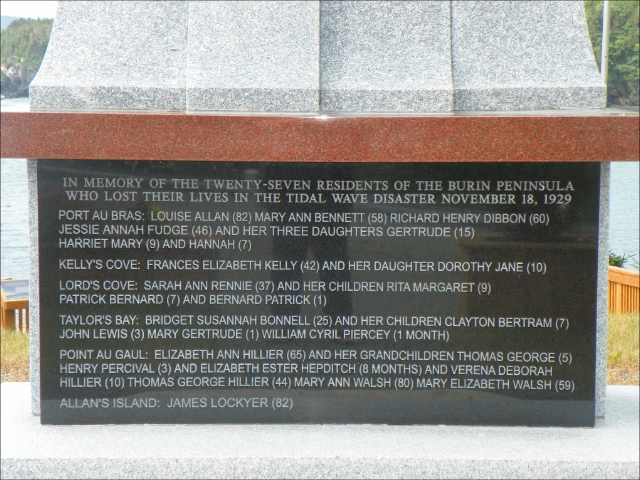 IN MEMORY OF THE TWENTY-SEVEN RESIDENTS OF THE BURIN PENINSULA
WHO LOST THEIR LIVES IN THE TIDAL WAVE DISASTER NOVEMBER 18, 1929
PORT AU BRAS: LOUISE ALLAN (82) MARY ANN BENNETT (58) RICHARD HENRY DIBBON (60)
JESSIE ANNAH FUDGE (46) AND HER THREE DAUGHTERS GERTRUDE (15)
HARRIET MARY (9) AND HANNAH (7)
KELLY'S COVE: FRANCES ELIZABETH KELLY (42) AND HER DAUGHTER DOROTHY JANE (10)
LORD'S COVE: SARAH ANN RENNIE (37) AND HER CHILDREN RITA MARGARET (9)
PATRICK BERNARD (7) AND BERNARD PATRICK (1)
TAYLOR'S BAY: BRIDGET SUSANNAH BONNELL (25) AND HER CHILDREN CLAYTON BERTRAM (7)
JOHN LEWIS (3) MARY GERTRUDE (1) WILLIAM CYRIL PIERCEY (1 MONTH)
POINT AU GAUL: ELIZABETH ANN HILLIER (65) AND HER GRANDCHILDREN THOMAS GEORGE (5)
HENRY PERCIVAL (3) AND ELIZABETH ESTER HEPDITCH (8 MONTHS) AND VERENA DEBORAH
HILLIER (10) THOMAS GEORGE HILLIER (44) MARY ANN WALSH (80) MARY ELIZABETH WALSH (59)
ALLAN'S ISLAND: JAMES LOCKYER (82)